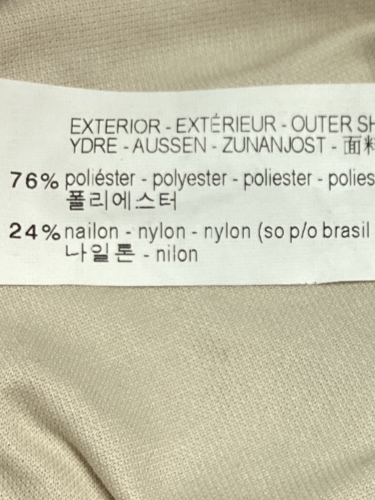 EXTERIOR - EXTÉRIEUR - OUTER SH
YDRE - AUSSEN - ZUNANJOST - 面料
76% poliéster - polyester - poliester - polies
폴리에스터
24% nailon - nylon - nylon (so p/o brasil
나일론 - nilon